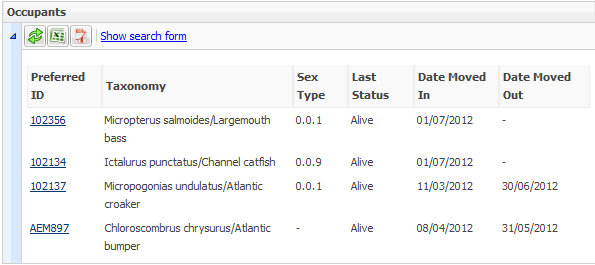 Occupants
Show search form
Preferred ID Taxonomy Sex Type Last Status Date Moved In Date Moved Out
102356 Micropterus salmoides/Largemouth bass 0.0.1 Alive 01/07/2012 -
102134 Ictalurus punctatus/Channel catfish 0.0.9 Alive 01/07/2012 -
102137 Micropogonias undulatus/Atlantic croaker 0.0.1 Alive 11/03/2012 30/06/2012
AEM897 Chloroscombrus chrysurus/Atlantic bumper - Alive 08/04/2012 31/05/2012